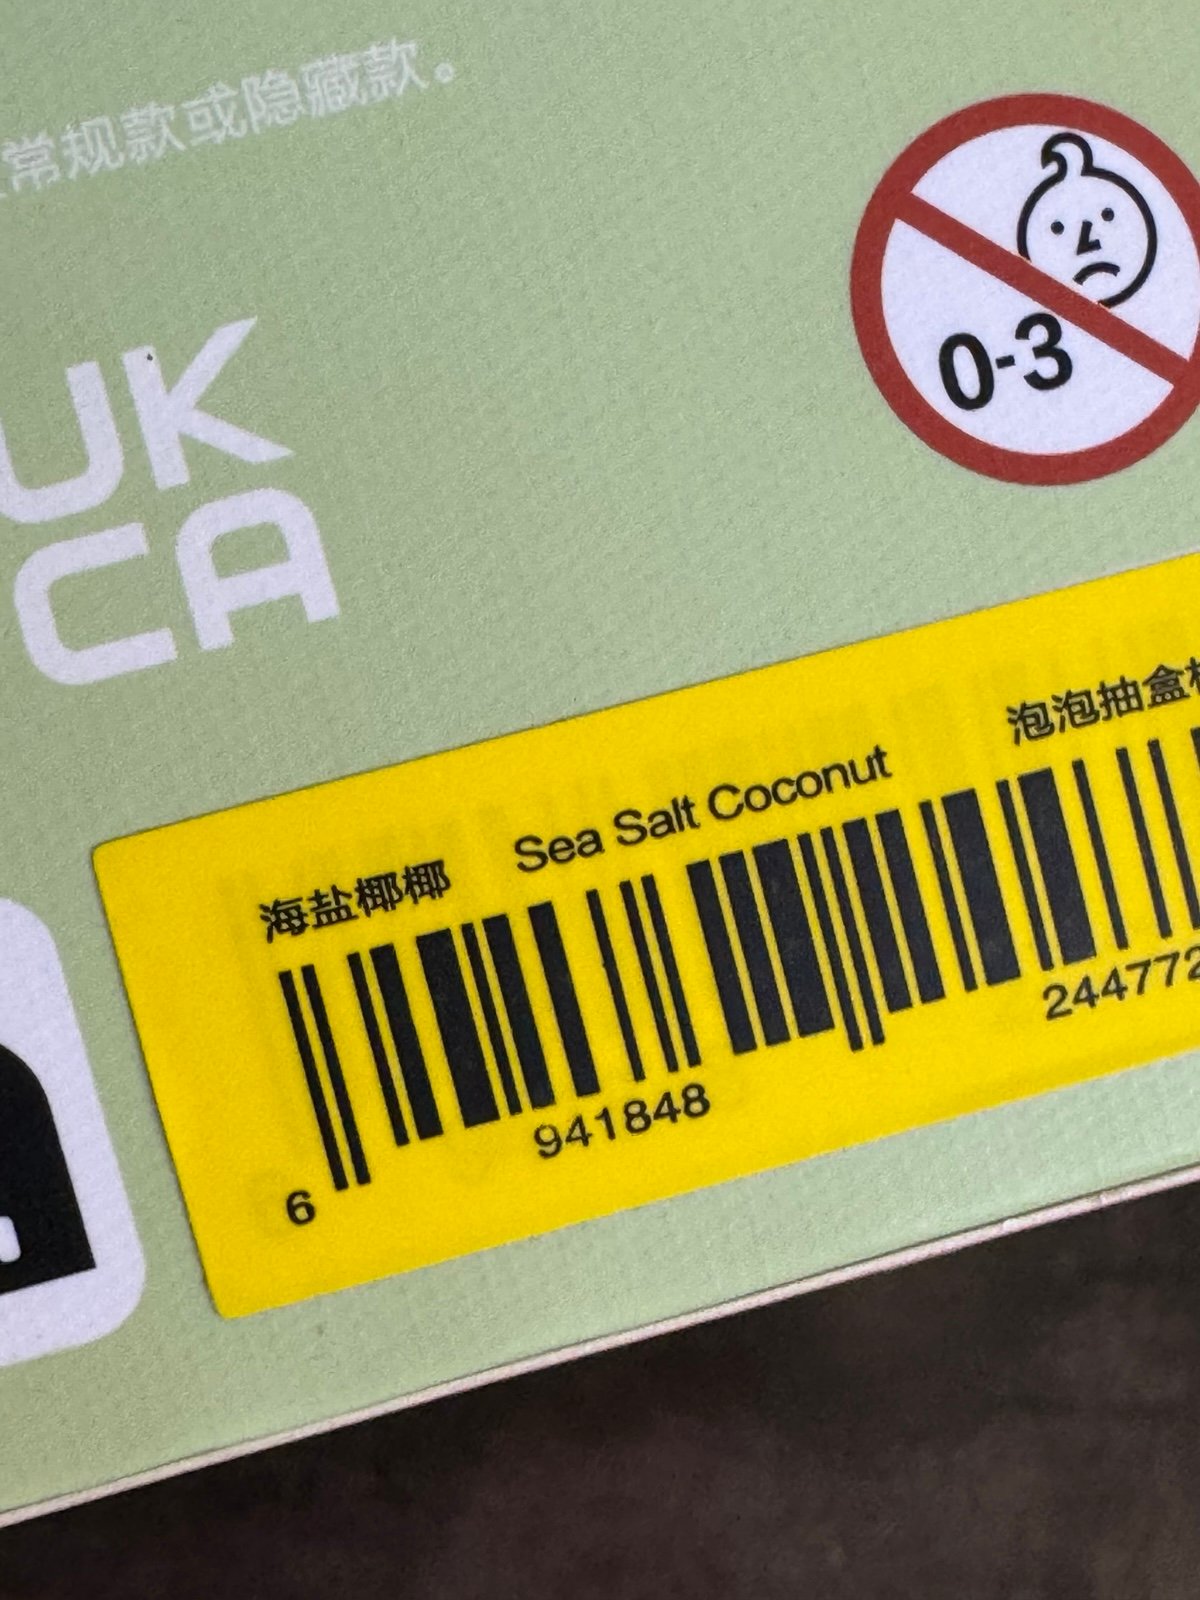 常规款或隐藏款。
UK
CA
0-3
海盐椰椰 Sea Salt Coconut 泡泡抽盒
6 941848 244772